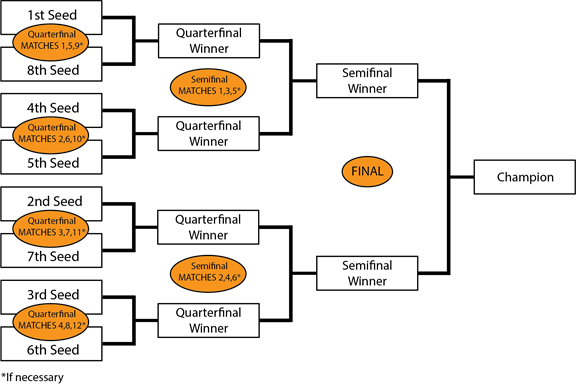 1st Seed
Quarterfinal
MATCHES 1,5,9*
8th Seed
Quarterfinal
Winner
Semifinal
MATCHES 1,3,5*
4th Seed
Quarterfinal
MATCHES 2,6,10*
5th Seed
Quarterfinal
Winner
Semifinal
Winner
FINAL
Champion
2nd Seed
Quarterfinal
MATCHES 3,7,11*
7th Seed
Quarterfinal
Winner
Semifinal
MATCHES 2,4,6*
3rd Seed
Quarterfinal
MATCHES 4,8,12*
6th Seed
Quarterfinal
Winner
Semifinal
Winner
*If necessary